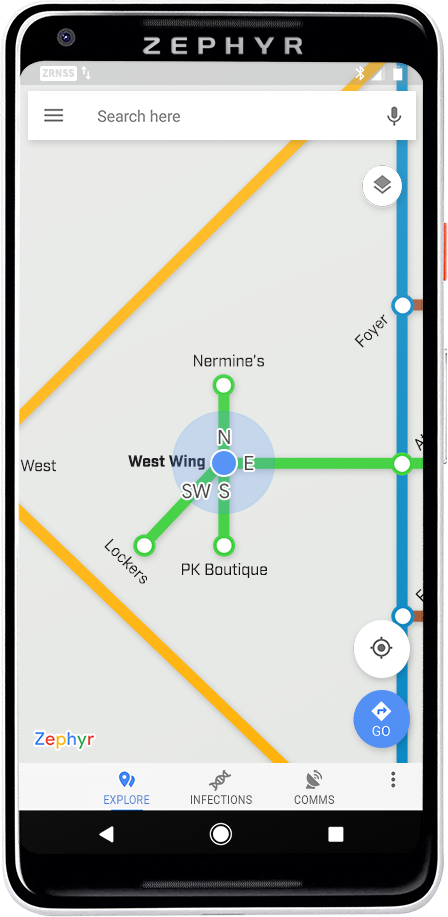 ZEPHYR
ZRNSS
Search here
Foyer
Nermine's
N
West
West Wing
E
SW S
Lockers
PK Boutique
Zephyr
GO
EXPLORE
INFECTIONS
COMMS